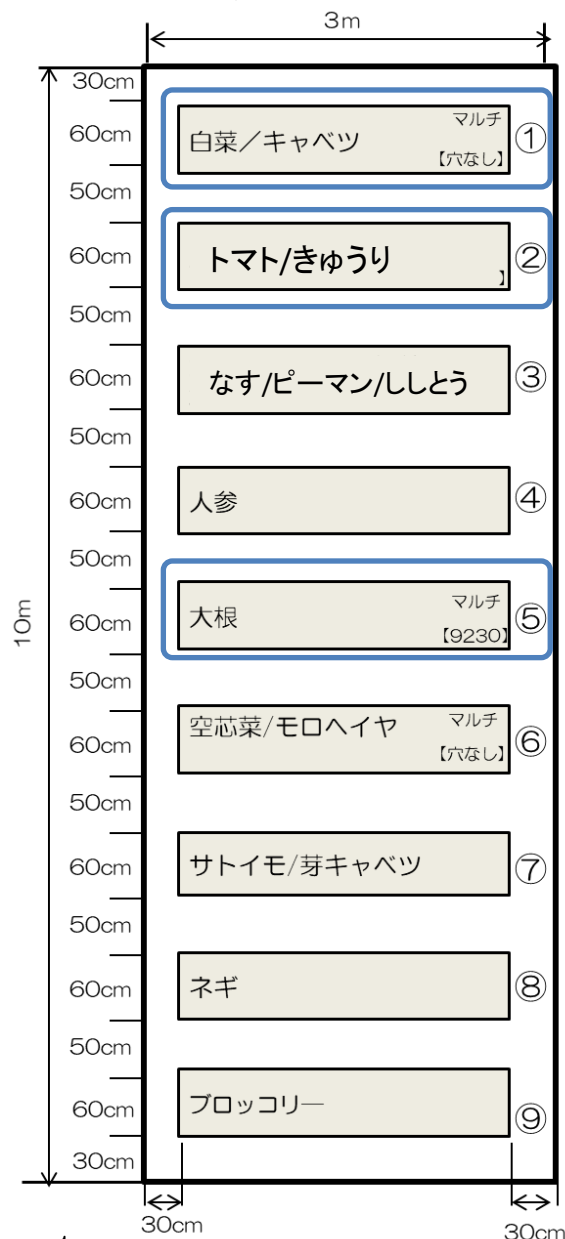 3m
30cm
60cm
白菜／キャベツ
マルチ
【穴なし】
①
50cm
60cm
トマト/きゅうり
】
②
50cm
60cm
なす/ピーマン/ししとう
③
50cm
60cm
人参
④
50cm
10m
60cm
大根
マルチ
【9230】
⑤
50cm
60cm
空芯菜/モロヘイヤ
マルチ
【穴なし】
⑥
50cm
60cm
サトイモ/芽キャベツ
⑦
50cm
60cm
ネギ
⑧
50cm
60cm
ブロッコリー
⑨
30cm
30cm
30cm